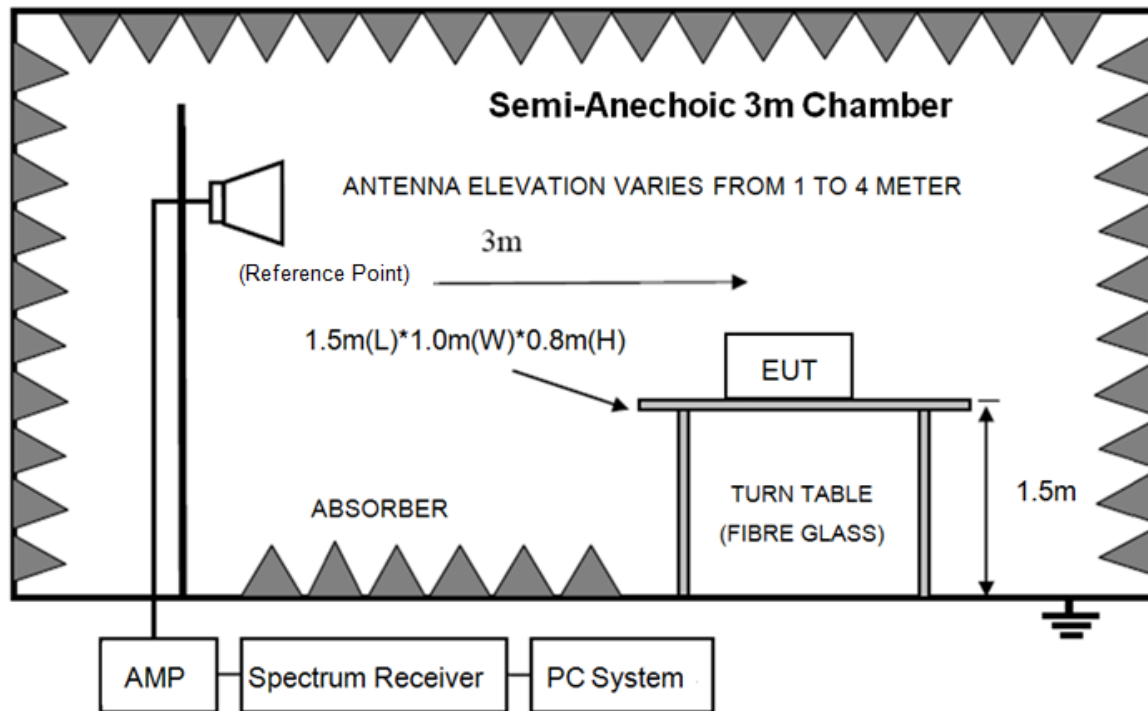 Semi-Anechoic 3m Chamber
ANTENNA ELEVATION VARIES FROM 1 TO 4 METER
3m
(Reference Point)
1.5m(L)*1.0m(W)*0.8m(H)
EUT
1.5m
TURN TABLE
(FIBRE GLASS)
ABSORBER
AMP
Spectrum Receiver
PC System